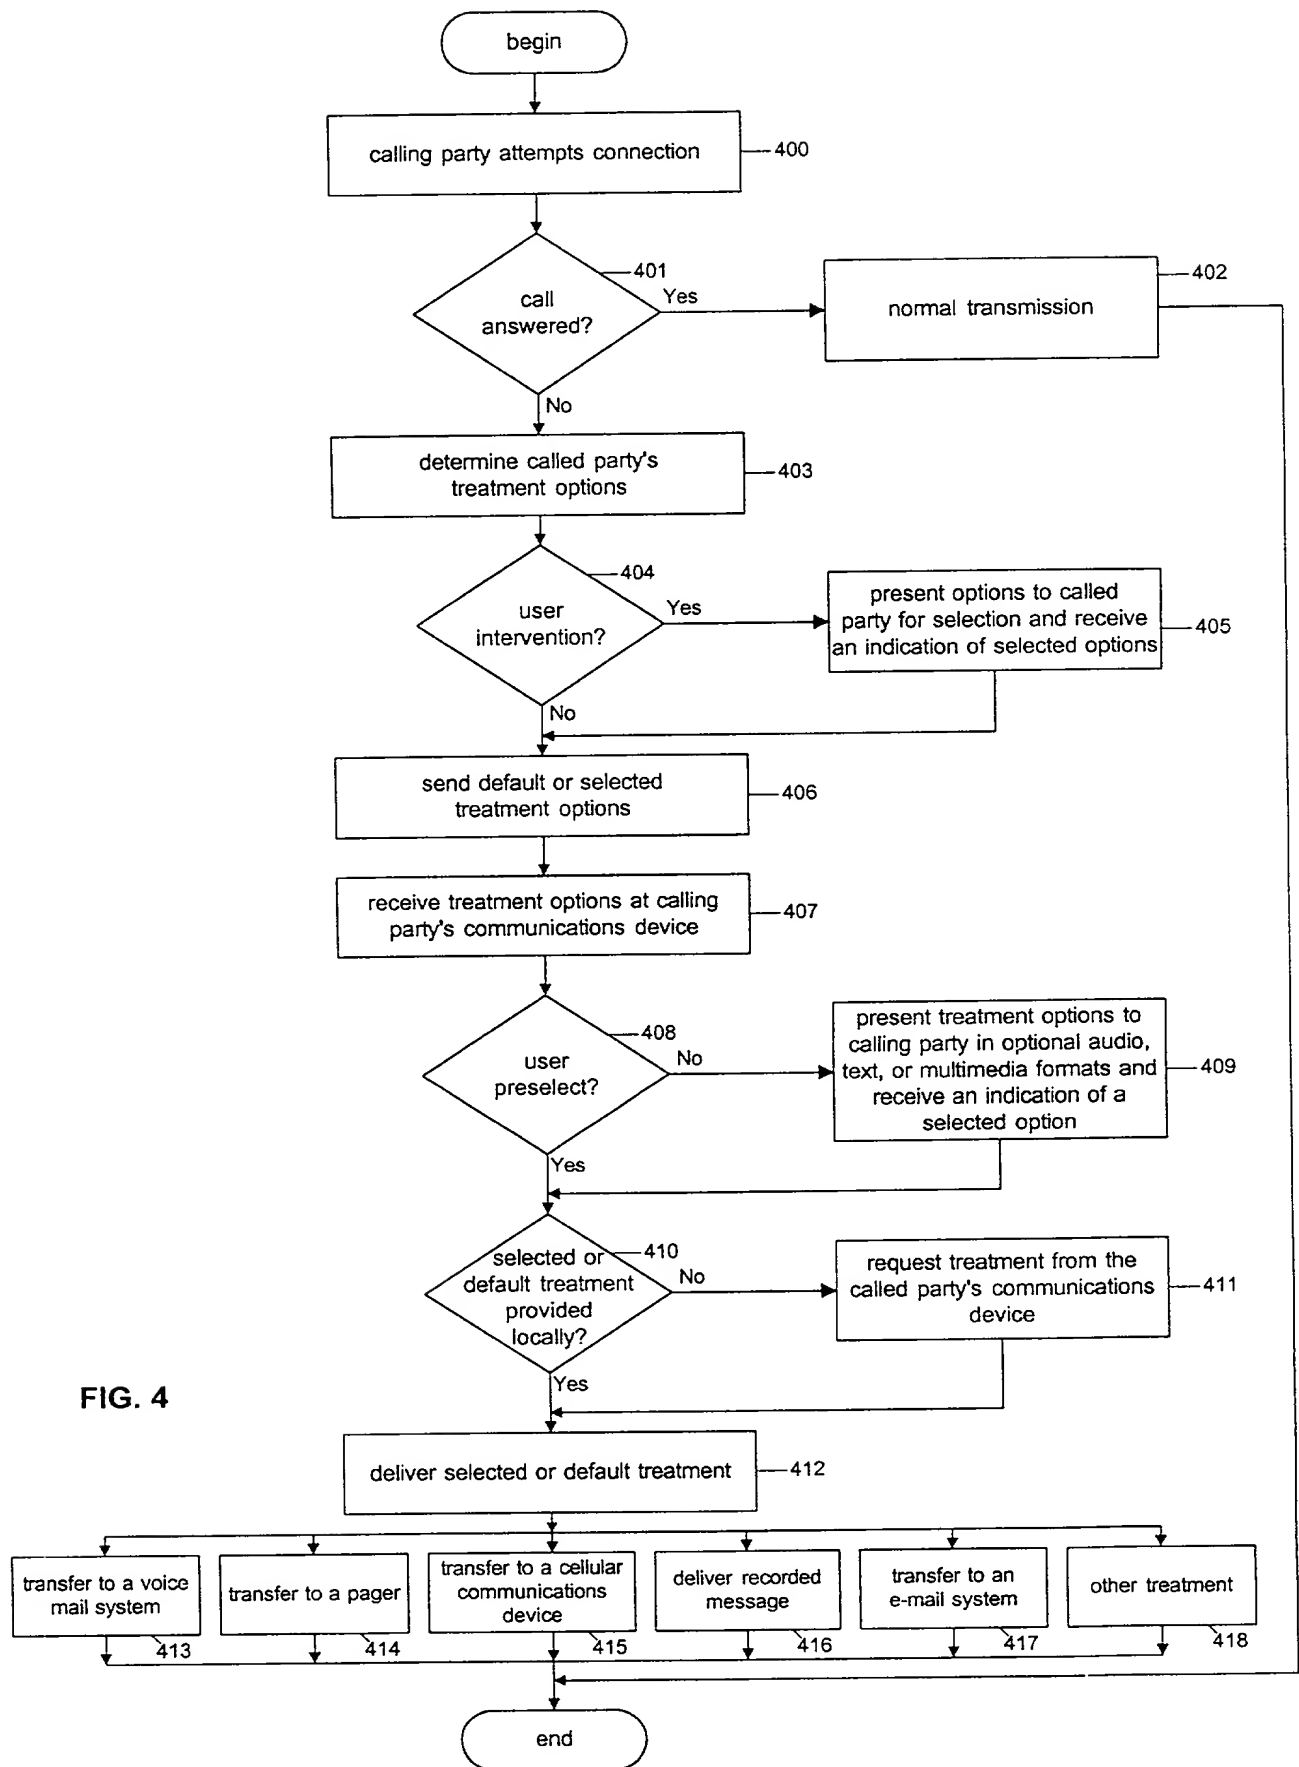 begin
calling party attempts connection
400
401
call
answered?
Yes
402
normal transmission
No
determine called party's
treatment options
403
404
user
intervention?
Yes
present options to called
party for selection and receive
an indication of selected options
405
No
send default or selected
treatment options
406
receive treatment options at calling
party's communications device
407
408
user
preselect?
No
present treatment options to
calling party in optional audio,
text, or multimedia formats and
receive an indication of a
selected option
409
Yes
410
selected or
default treatment
provided
locally?
No
request treatment from the
called party's communications
device
411
Yes
FIG. 4
deliver selected or default treatment
412
transfer to a voice
mail system
413
transfer to a pager
414
transfer to a cellular
communications
device
415
deliver recorded
message
416
transfer to an
e-mail system
417
other treatment
418
end